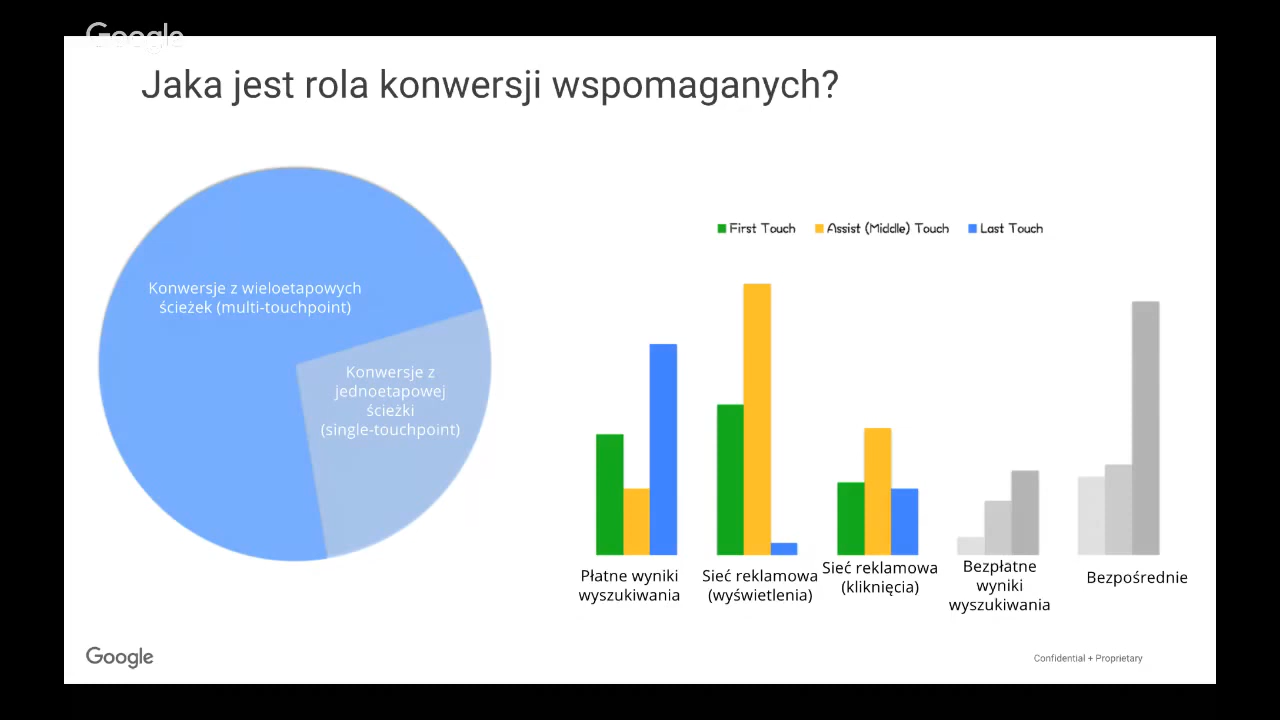 Google
Jaka jest rola konwersji wspomaganych?
Konwersje z wieloetapowych
ścieżek (multi-touchpoint)
Konwersje z
jednoetapowej
ścieżki
(single-touchpoint)
First Touch
Assist (Middle) Touch
Last Touch
Płatne wyniki
wyszukiwania
Sieć reklamowa
(wyświetlenia)
Sieć reklamowa
(kliknięcia)
Bezpłatne
wyniki
wyszukiwania
Bezpośrednie
Google
Confidential + Proprietary